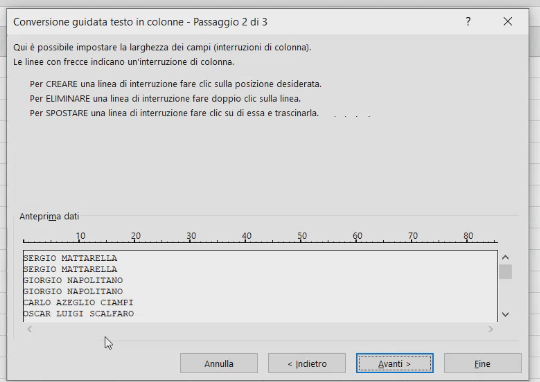 Conversione guidata testo in colonne - Passaggio 2 di 3
Qui è possibile impostare la larghezza dei campi (interruzioni di colonna).
Le linee con frecce indicano un'interruzione di colonna.
Per CREARE una linea di interruzione fare clic sulla posizione desiderata.
Per ELIMINARE una linea di interruzione fare doppio clic sulla linea.
Per SPOSTARE una linea di interruzione fare clic su di essa e trascinarla.
Anteprima dati
10 20 30 40 50 60 70 80
SERGIO MATTARELLA
SERGIO MATTARELLA
GIORGIO NAPOLITANO
GIORGIO NAPOLITANO
CARLO AZEGLIO CIAMPI
OSCAR LUIGI SCALFARO
Annulla < Indietro Avanti > Fine